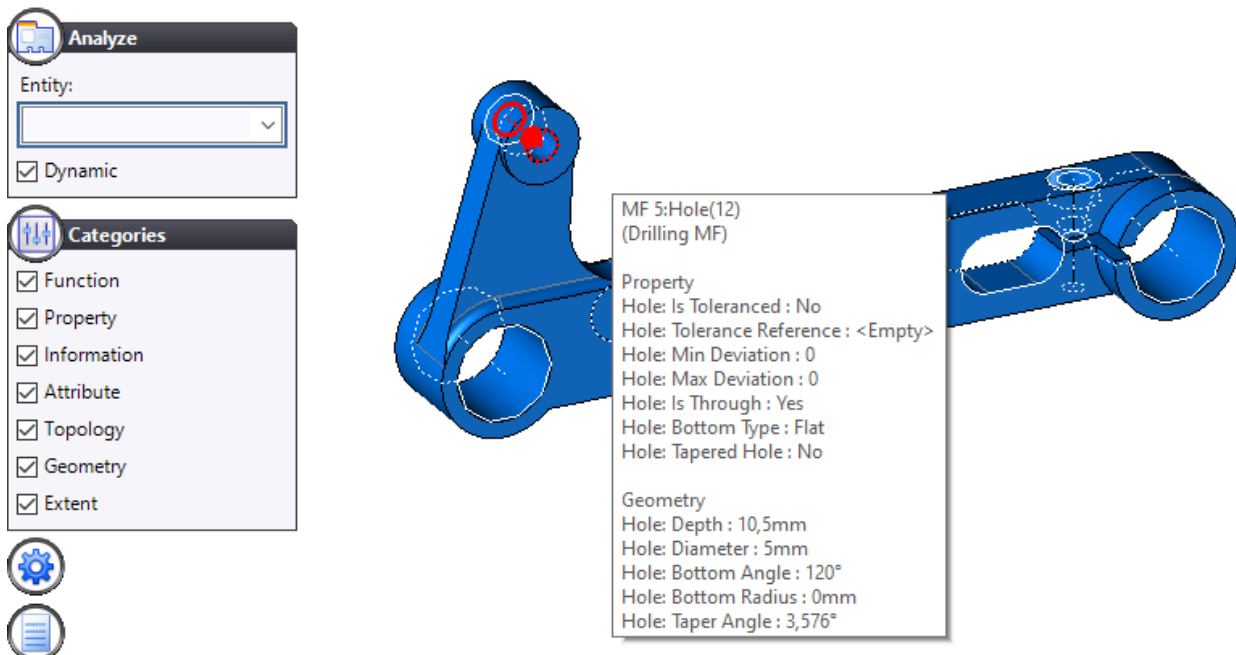 Analyze
Entity:
Dynamic
Categories
Function
Property
Information
Attribute
Topology
Geometry
Extent
MF 5:Hole(12)
(Drilling MF)
Property
Hole: Is Toleranced : No
Hole: Tolerance Reference : <Empty>
Hole: Min Deviation : 0
Hole: Max Deviation : 0
Hole: Is Through : Yes
Hole: Bottom Type : Flat
Hole: Tapered Hole : No
Geometry
Hole: Depth : 10,5mm
Hole: Diameter : 5mm
Hole: Bottom Angle : 120°
Hole: Bottom Radius : 0mm
Hole: Taper Angle : 3,576°